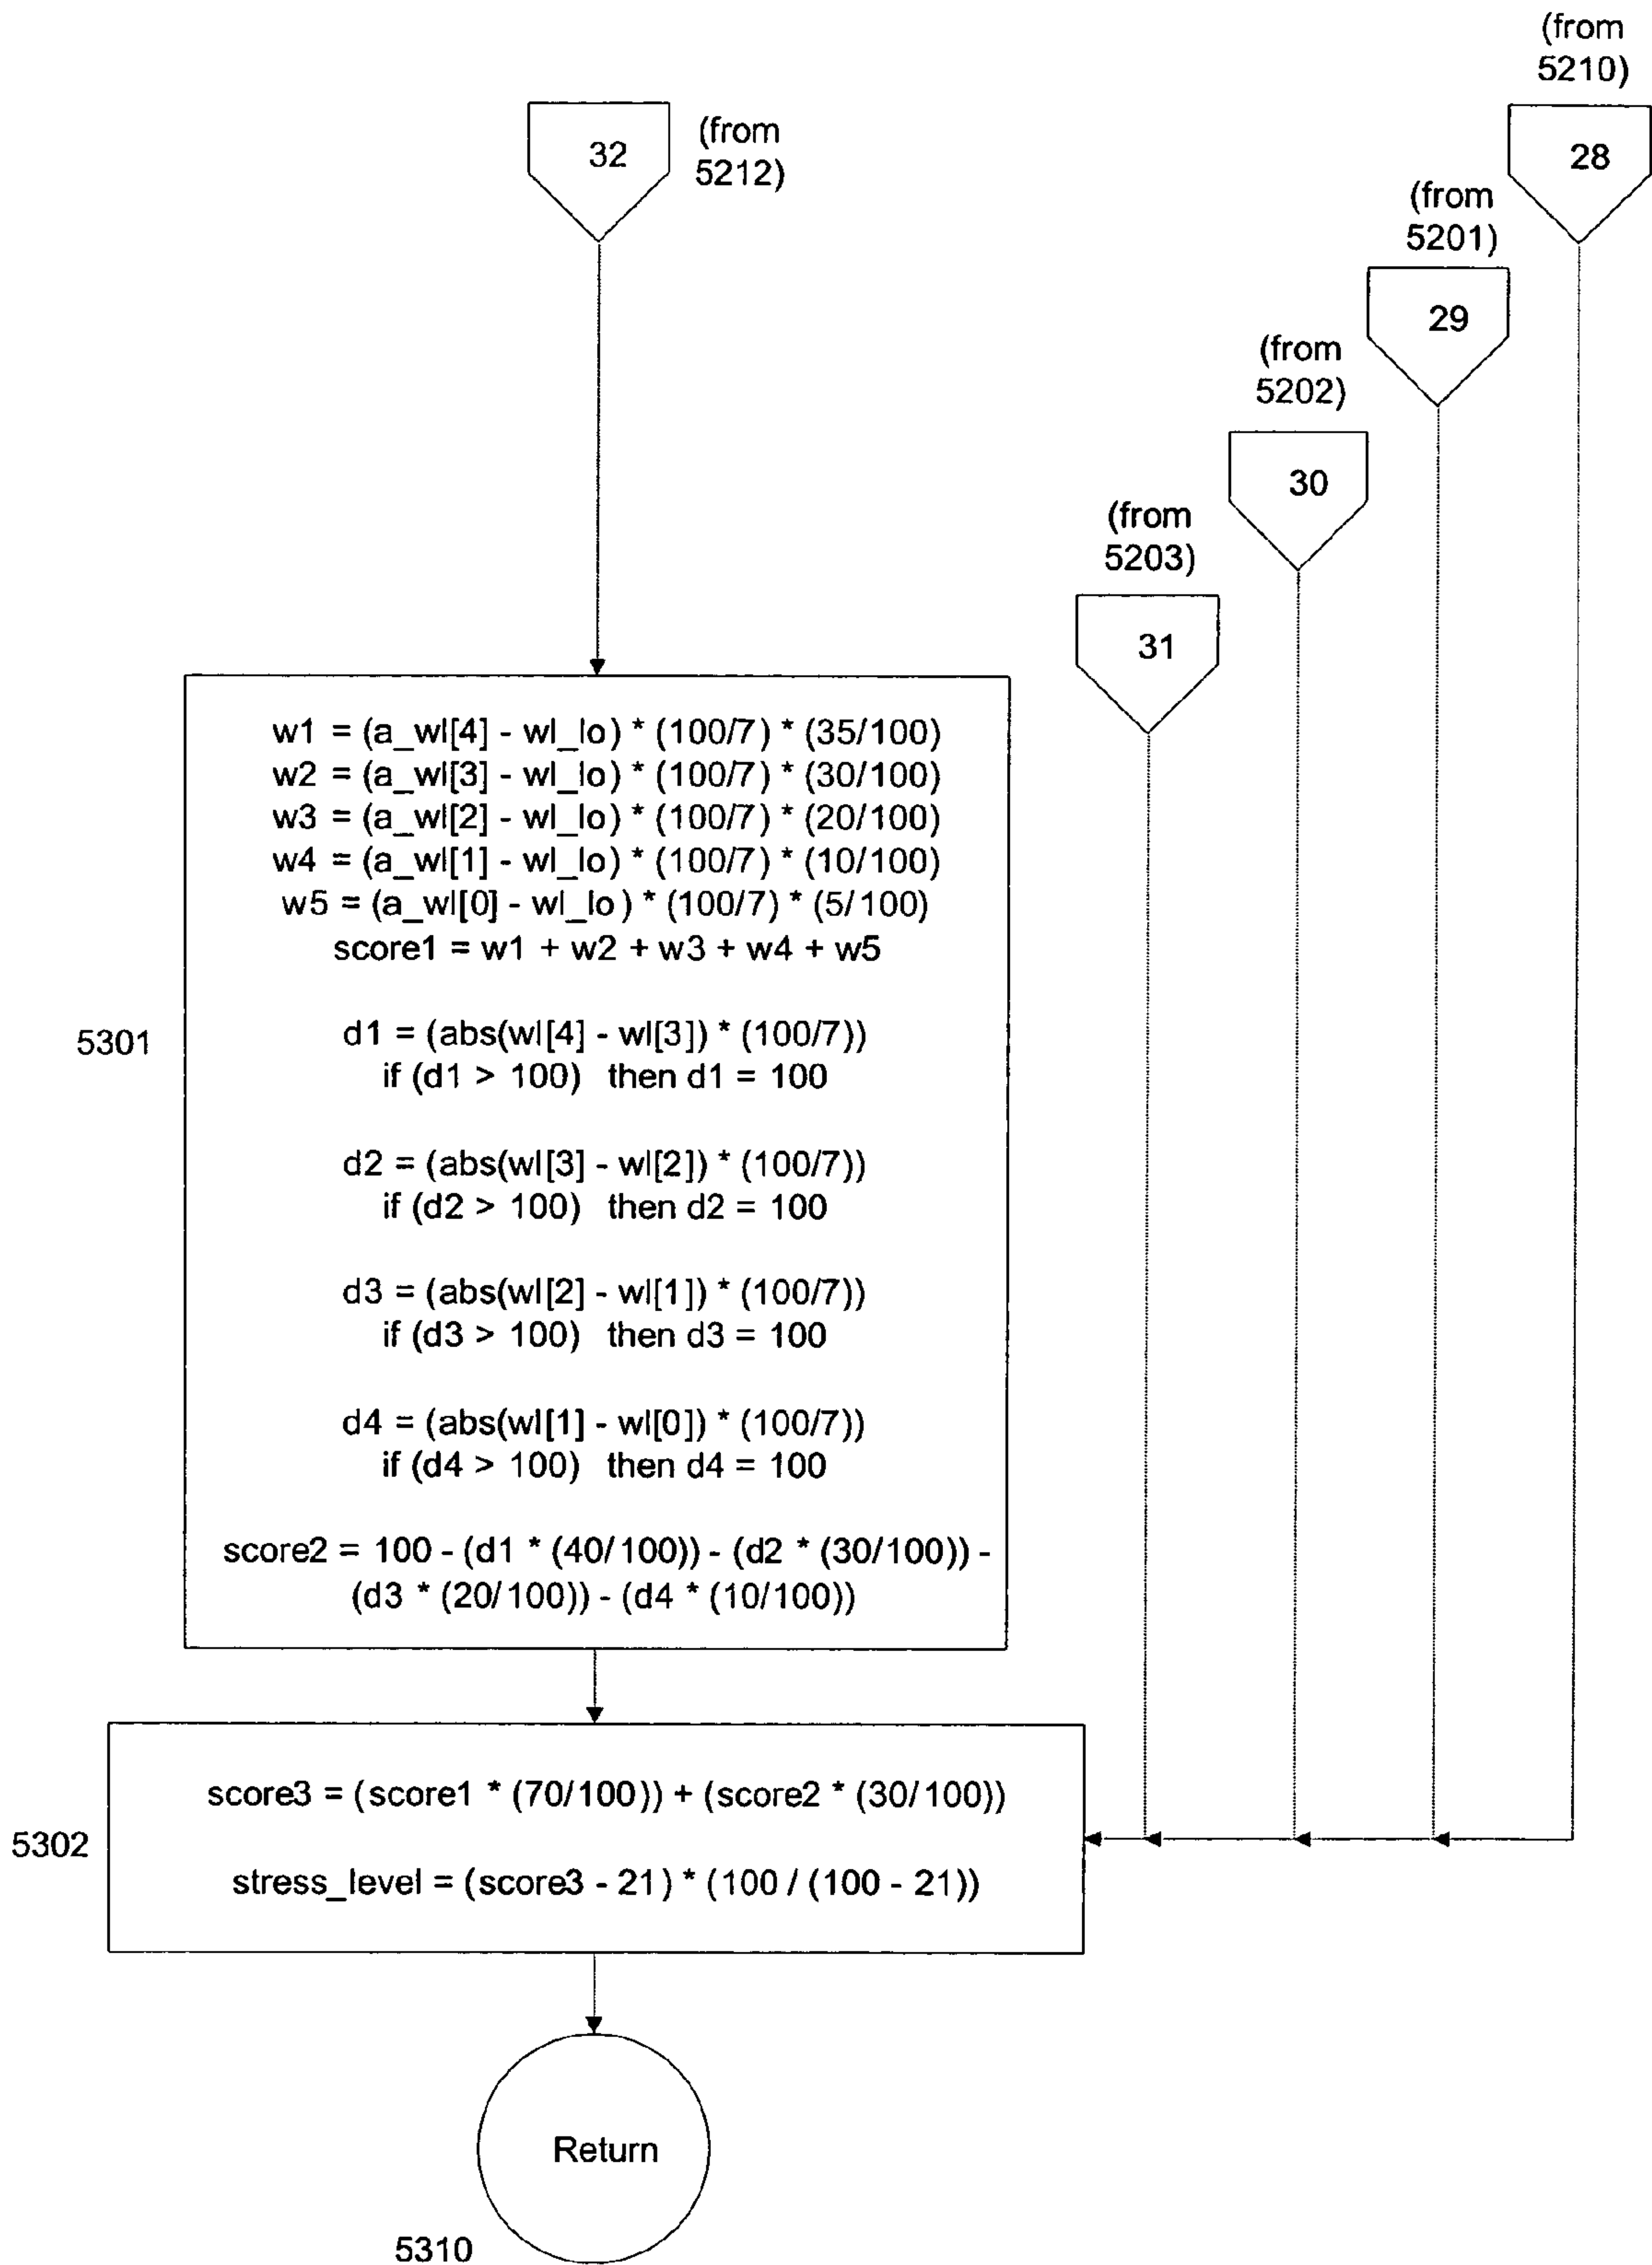 (from
5210)
32
(from
5212)
28
(from
5201)
29
(from
5202)
30
(from
5203)
31
w1 = (a_wl[4] - wl_lo) * (100/7) * (35/100)
w2 = (a_wl[3] - wl_lo) * (100/7) * (30/100)
w3 = (a_wl[2] - wl_lo) * (100/7) * (20/100)
w4 = (a_wl[1] - wl_lo) * (100/7) * (10/100)
w5 = (a_wl[0] - wl_lo) * (100/7) * (5/100)
score1 = w1 + w2 + w3 + w4 + w5
5301
d1 = (abs(wl[4] - wl[3]) * (100/7))
if (d1 > 100) then d1 = 100
d2 = (abs(wl[3] - wl[2]) * (100/7))
if (d2 > 100) then d2 = 100
d3 = (abs(wl[2] - wl[1]) * (100/7))
if (d3 > 100) then d3 = 100
d4 = (abs(wl[1] - wl[0]) * (100/7))
if (d4 > 100) then d4 = 100
score2 = 100 - (d1 * (40/100)) - (d2 * (30/100)) -
(d3 * (20/100)) - (d4 * (10/100))
score3 = (score1 * (70/100)) + (score2 * (30/100))
5302
stress_level = (score3 - 21) * (100 / (100 - 21))
Return
5310